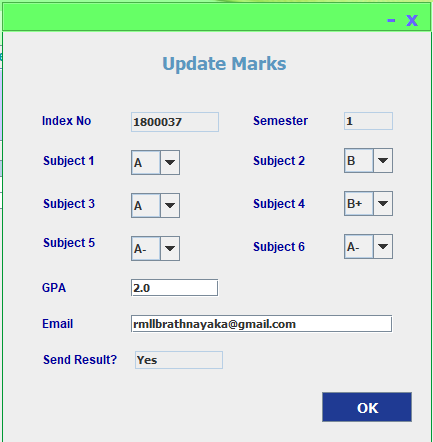 - x
Update Marks
Index No 1800037 Semester 1
Subject 1 A Subject 2 B
Subject 3 A Subject 4 B+
Subject 5 A- Subject 6 A-
GPA 2.0
Email rmllbrathnayaka@gmail.com
Send Result? Yes
OK